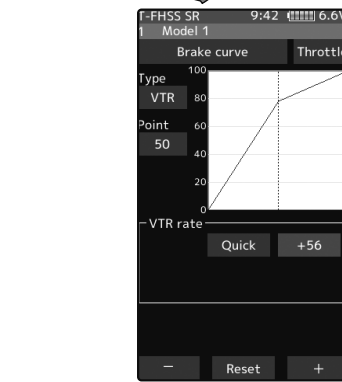 T-FHSS SR 9:42 6.6V
1 Model 1
Brake curve Throttle
Type
VTR
Point
50
100
80
60
40
20
0
VTR rate
Quick +56
− Reset +